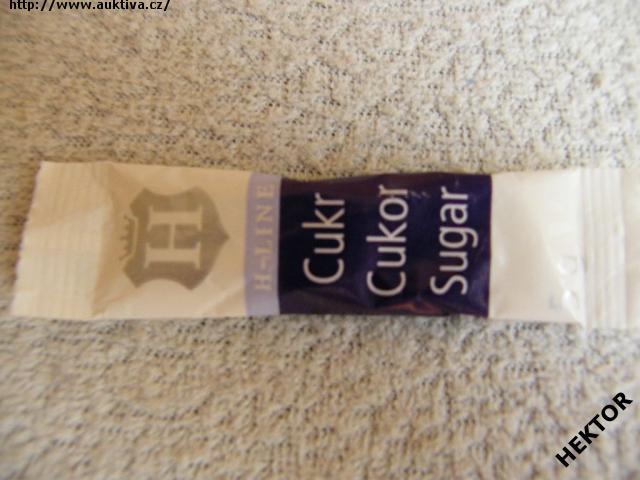 http://www.auktiva.cz/
H
H-LINE
Cukr
Cukor
Sugar
HEKTOR